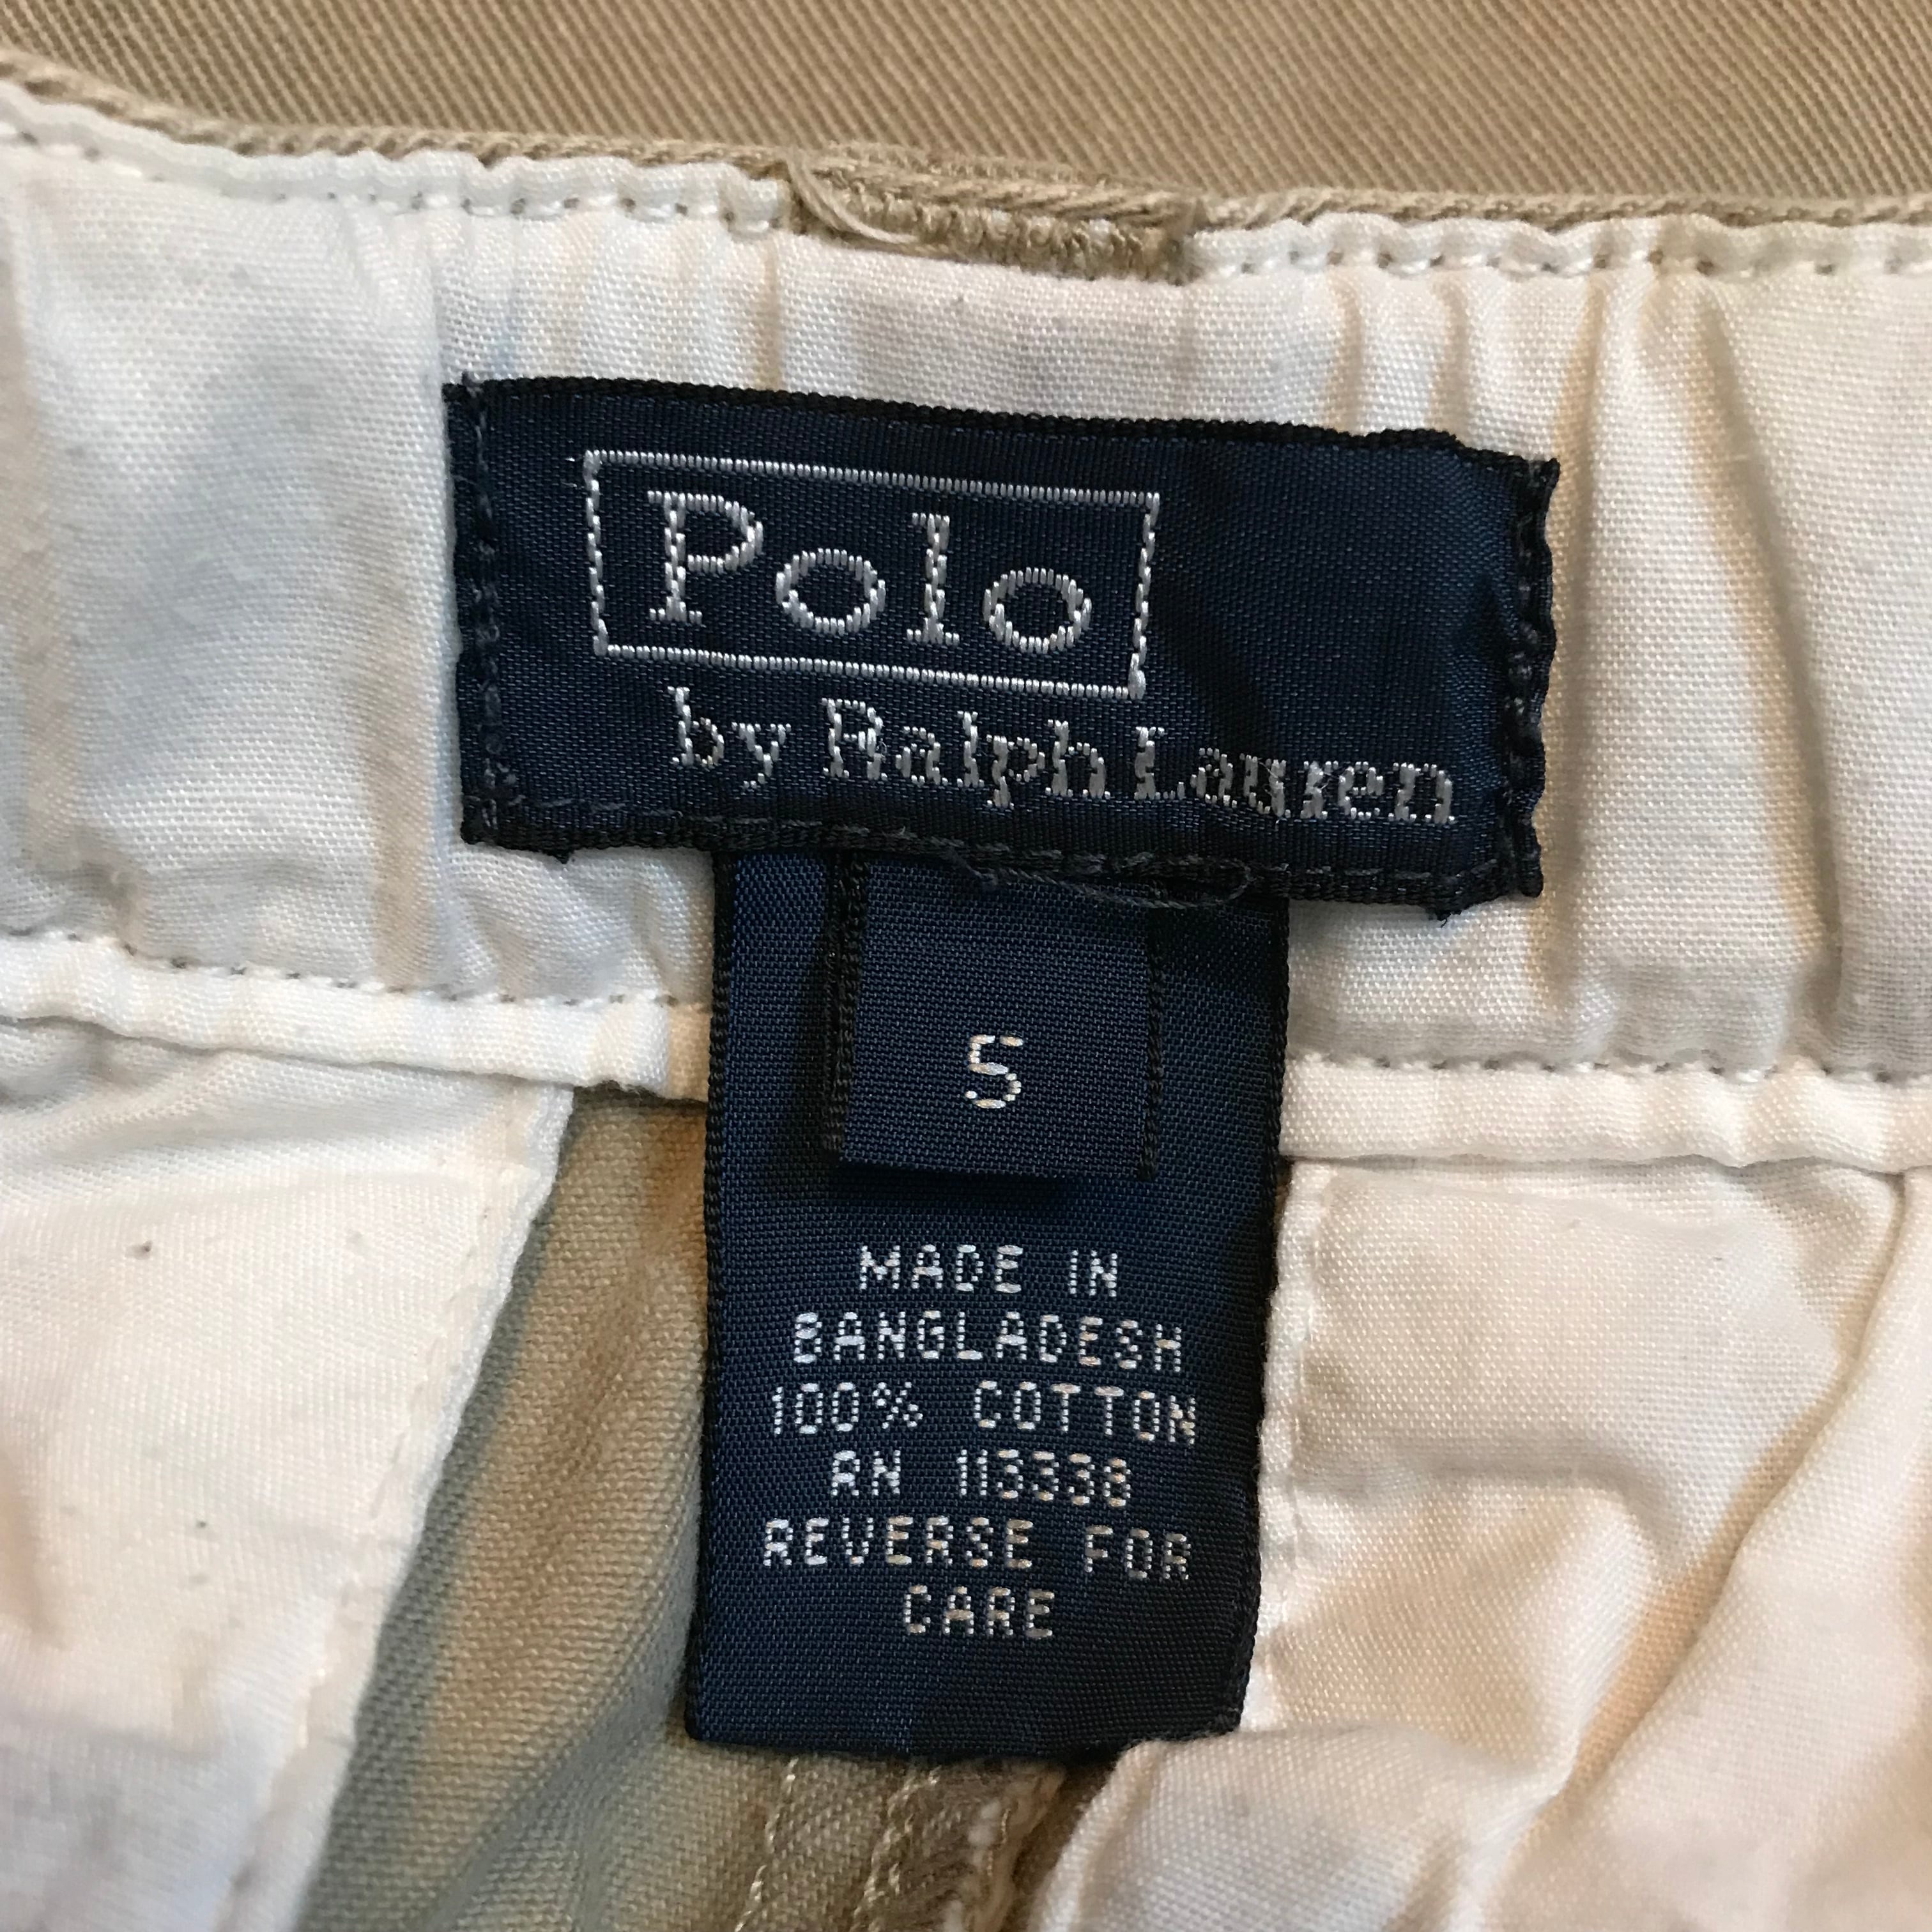 Polo
by Ralph Lauren
5
MADE IN
BANGLADESH
100% COTTON
RN 113338
REVERSE FOR
CARE